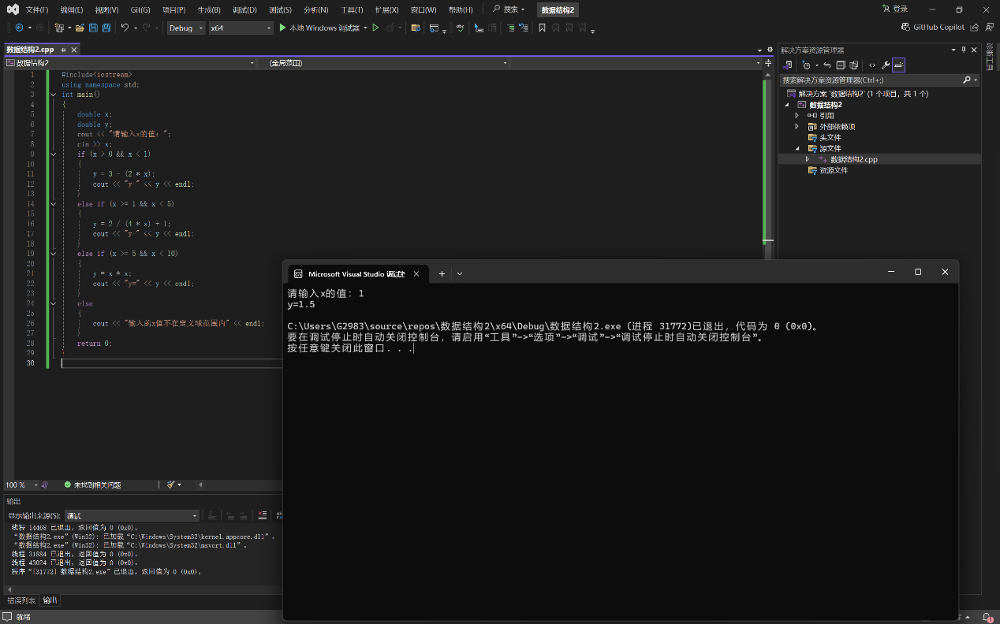 文件(F) 编辑(E) 视图(V) Git(G) 项目(P) 生成(B) 调试(D) 测试(S) 分析(N) 工具(T) 扩展(X) 窗口(W) 帮助(H) 搜索 数据结构2 登录
Debug x64 本地 Windows 调试器 GitHub Copilot
数据结构2.cpp
数据结构2 (全局范围)
1 #include<iostream>
2 using namespace std;
3 int main()
4 {
5 double x;
6 double y;
7 cout << "请输入x的值：";
8 cin >> x;
9 if (x > 0 && x < 1)
10 {
11 y = 3 - (2 * x);
12 cout << "y=" << y << endl;
13 }
14 else if (x >= 1 && x < 5)
15 {
16 y = 2 / (4 * x) + 1;
17 cout << "y=" << y << endl;
18 }
19 else if (x >= 5 && x < 10)
20 {
21 y = x * x;
22 cout << "y=" << y << endl;
23 }
24 else
25 {
26 cout << "输入的x值不在定义域范围内" << endl;
27 }
28 return 0;
29 }
30
解决方案资源管理器
搜索解决方案资源管理器(Ctrl+;)
解决方案 '数据结构2' (1 个项目，共 1 个)
数据结构2
引用
外部依赖项
头文件
源文件
数据结构2.cpp
资源文件
诊断工具
Microsoft Visual Studio 调试
请输入x的值：1
y=1.5
C:\Users\G2983\source\repos\数据结构2\x64\Debug\数据结构2.exe (进程 31772)已退出，代码为 0 (0x0)。
要在调试停止时自动关闭控制台，请启用“工具”->“选项”->“调试”->“调试停止时自动关闭控制台”。
按任意键关闭此窗口. . .
100 % 未找到相关问题
输出
显示输出来源(S): 调试
线程 14468 已退出，返回值为 0 (0x0)。
“数据结构2.exe”(Win32): 已加载“C:\Windows\System32\kernel.appcore.dll”。
“数据结构2.exe”(Win32): 已加载“C:\Windows\System32\msvcrt.dll”。
线程 31884 已退出，返回值为 0 (0x0)。
线程 43024 已退出，返回值为 0 (0x0)。
程序“[31772] 数据结构2.exe”已退出，返回值为 0 (0x0)。
错误列表 输出
就绪